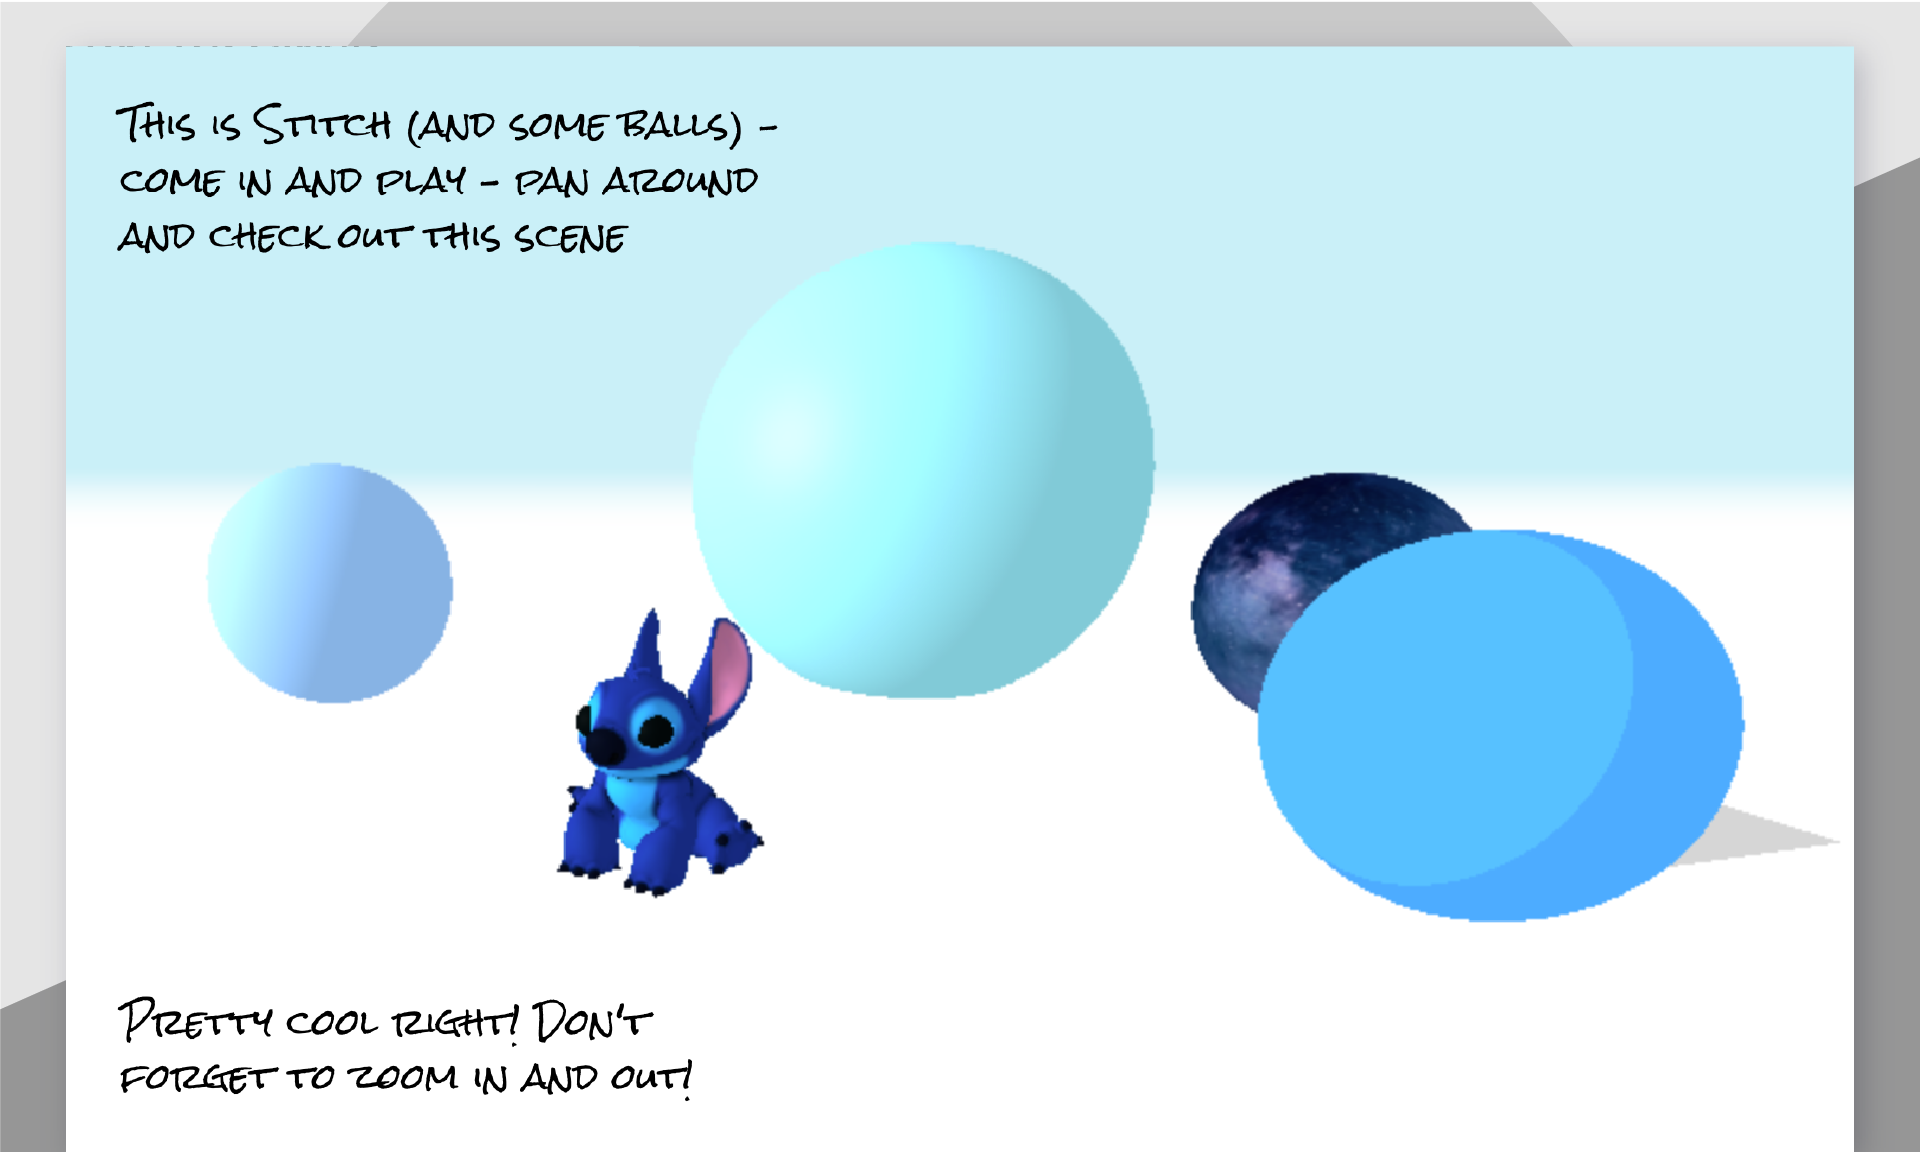 This is Stitch (and some balls) -
come in and play - pan around
and check out this scene
Pretty cool right! Don't
forget to zoom in and out!